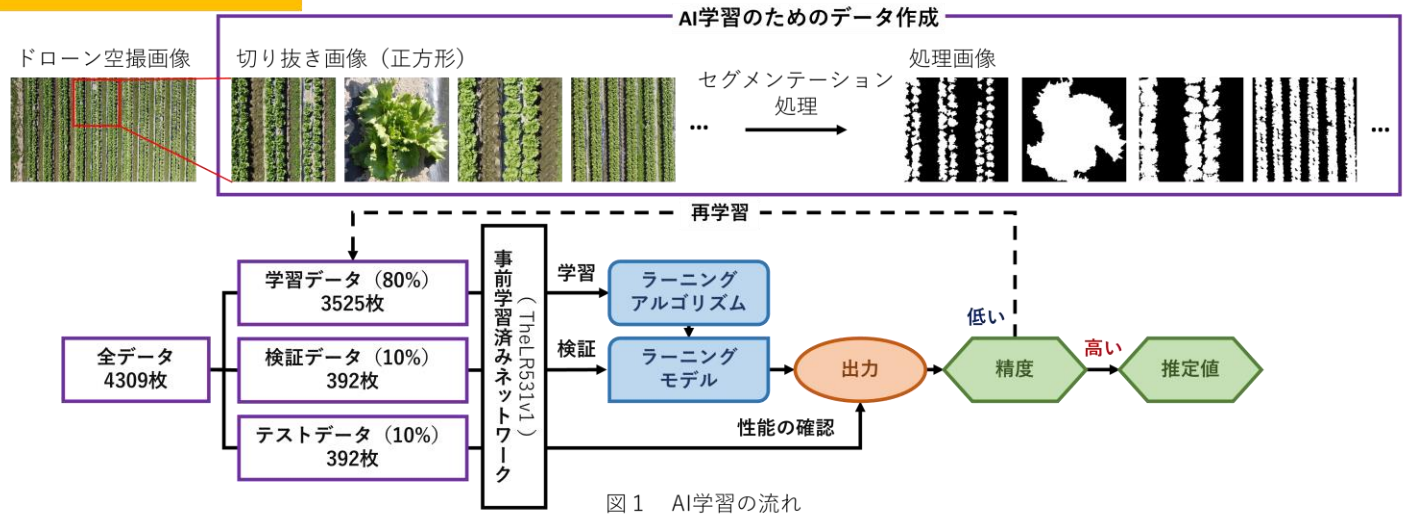 AI学習のためのデータ作成
ドローン空撮画像
切り抜き画像（正方形）
セグメンテーション
処理
処理画像
...
...
再学習
学習データ（80%）
3525枚
事前学習済みネットワーク
（TheLR531v1）
学習
ラーニング
アルゴリズム
低い
全データ
4309枚
検証データ（10%）
392枚
検証
ラーニング
モデル
出力
精度
高い
推定値
テストデータ（10%）
392枚
性能の確認
図１　AI学習の流れ